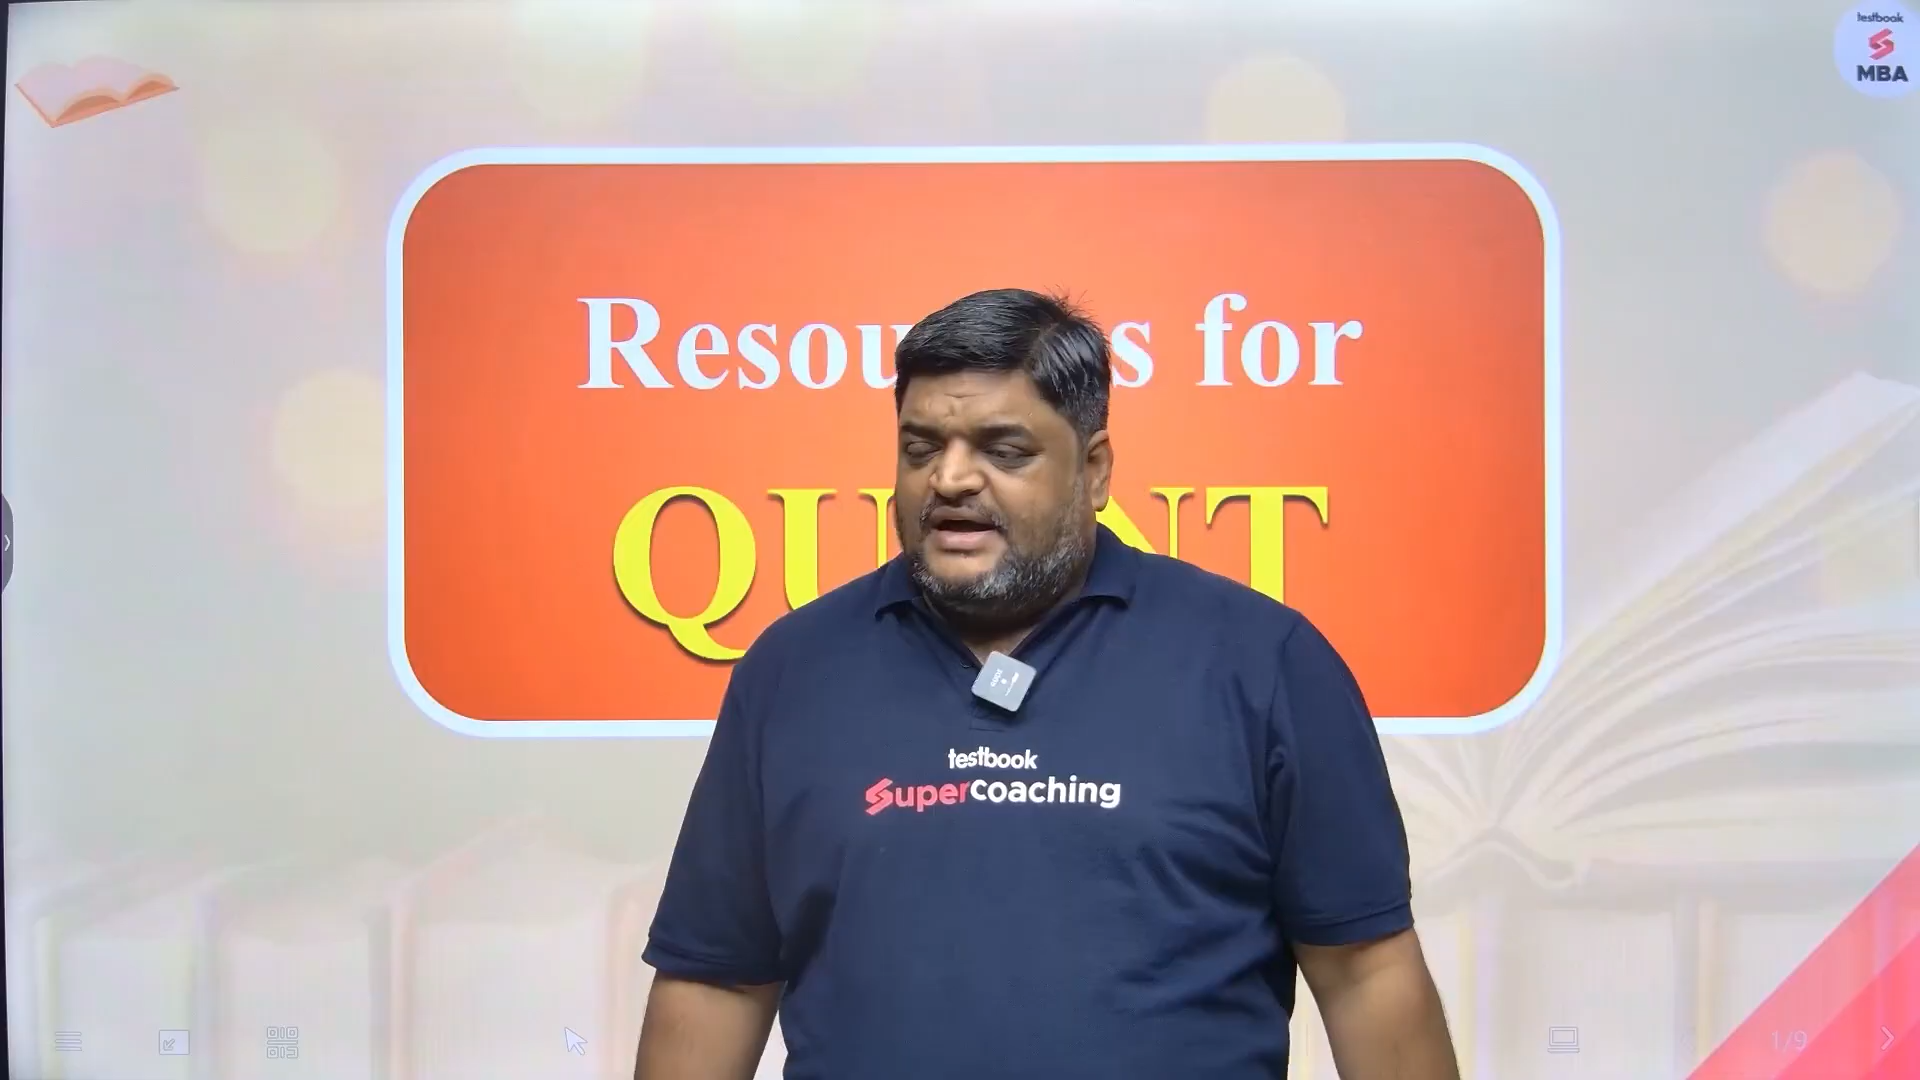 testbook
MBA
Resou s for
QU NT
testbook
Supercoaching
1/9